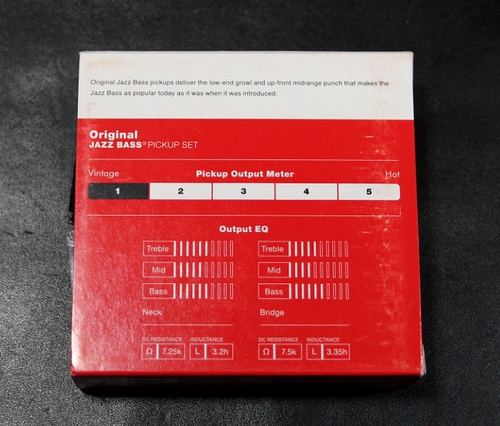 Original Jazz Bass pickups deliver the low-end growl and up-front midrange punch that makes the
Jazz Bass as popular today as it was when it was introduced.
Original
JAZZ BASS® PICKUP SET
Vintage Pickup Output Meter Hot
1 2 3 4 5
Output EQ
Treble Treble
Mid Mid
Bass Bass
Neck Bridge
DC RESISTANCE INDUCTANCE DC RESISTANCE INDUCTANCE
Ω 7.25k L 3.2h Ω 7.5k L 3.35h